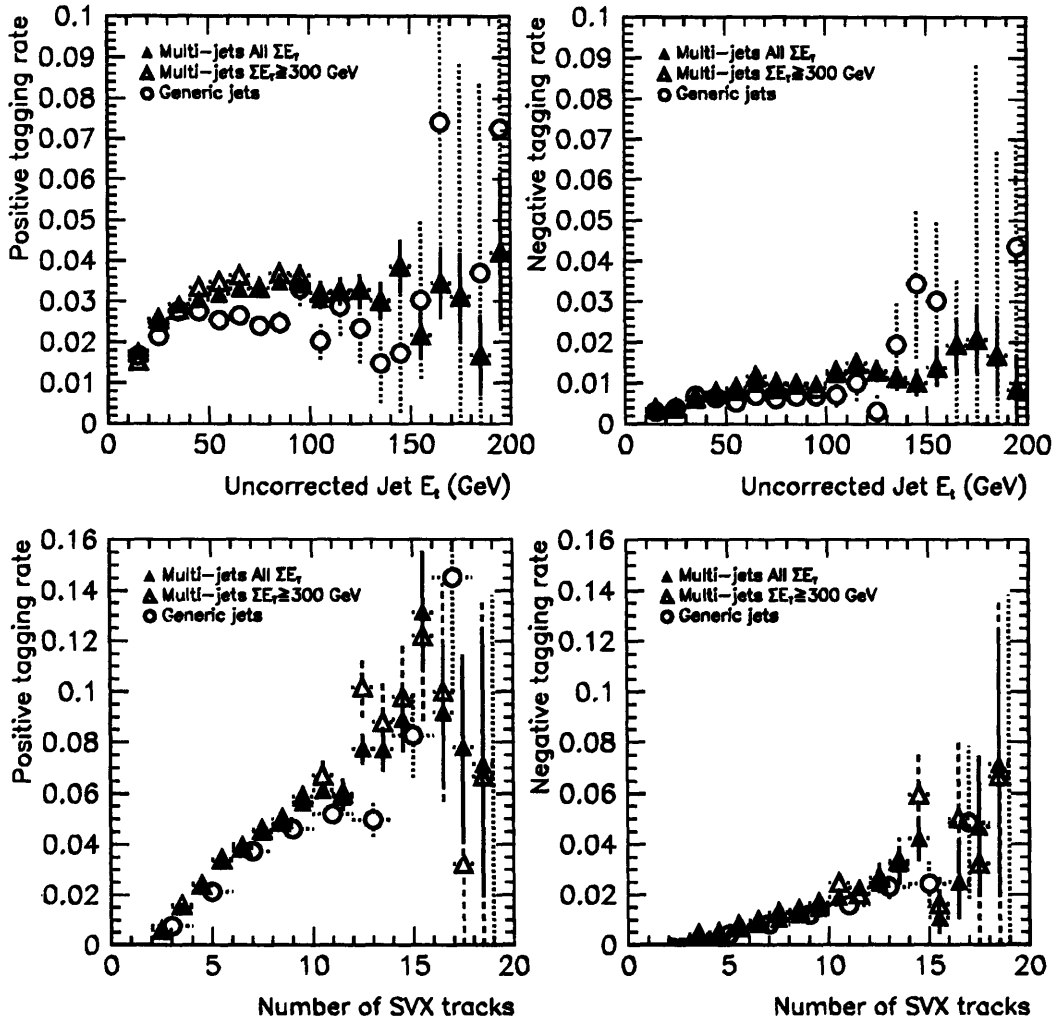 Positive tagging rate
0.1
0.09
0.08
0.07
0.06
0.05
0.04
0.03
0.02
0.01
0
▲ Multi-jets All ΣE_T
△ Multi-jets ΣE_T≧300 GeV
○ Generic jets
0 50 100 150 200
Uncorrected Jet E_t (GeV)
Negative tagging rate
0.1
0.09
0.08
0.07
0.06
0.05
0.04
0.03
0.02
0.01
0
▲ Multi-jets All ΣE_T
△ Multi-jets ΣE_T≧300 GeV
○ Generic jets
0 50 100 150 200
Uncorrected Jet E_t (GeV)
Positive tagging rate
0.16
0.14
0.12
0.1
0.08
0.06
0.04
0.02
0
▲ Multi-jets All ΣE_T
△ Multi-jets ΣE_T≧300 GeV
○ Generic jets
0 5 10 15 20
Number of SVX tracks
Negative tagging rate
0.16
0.14
0.12
0.1
0.08
0.06
0.04
0.02
0
▲ Multi-jets All ΣE_T
△ Multi-jets ΣE_T≧300 GeV
○ Generic jets
0 5 10 15 20
Number of SVX tracks